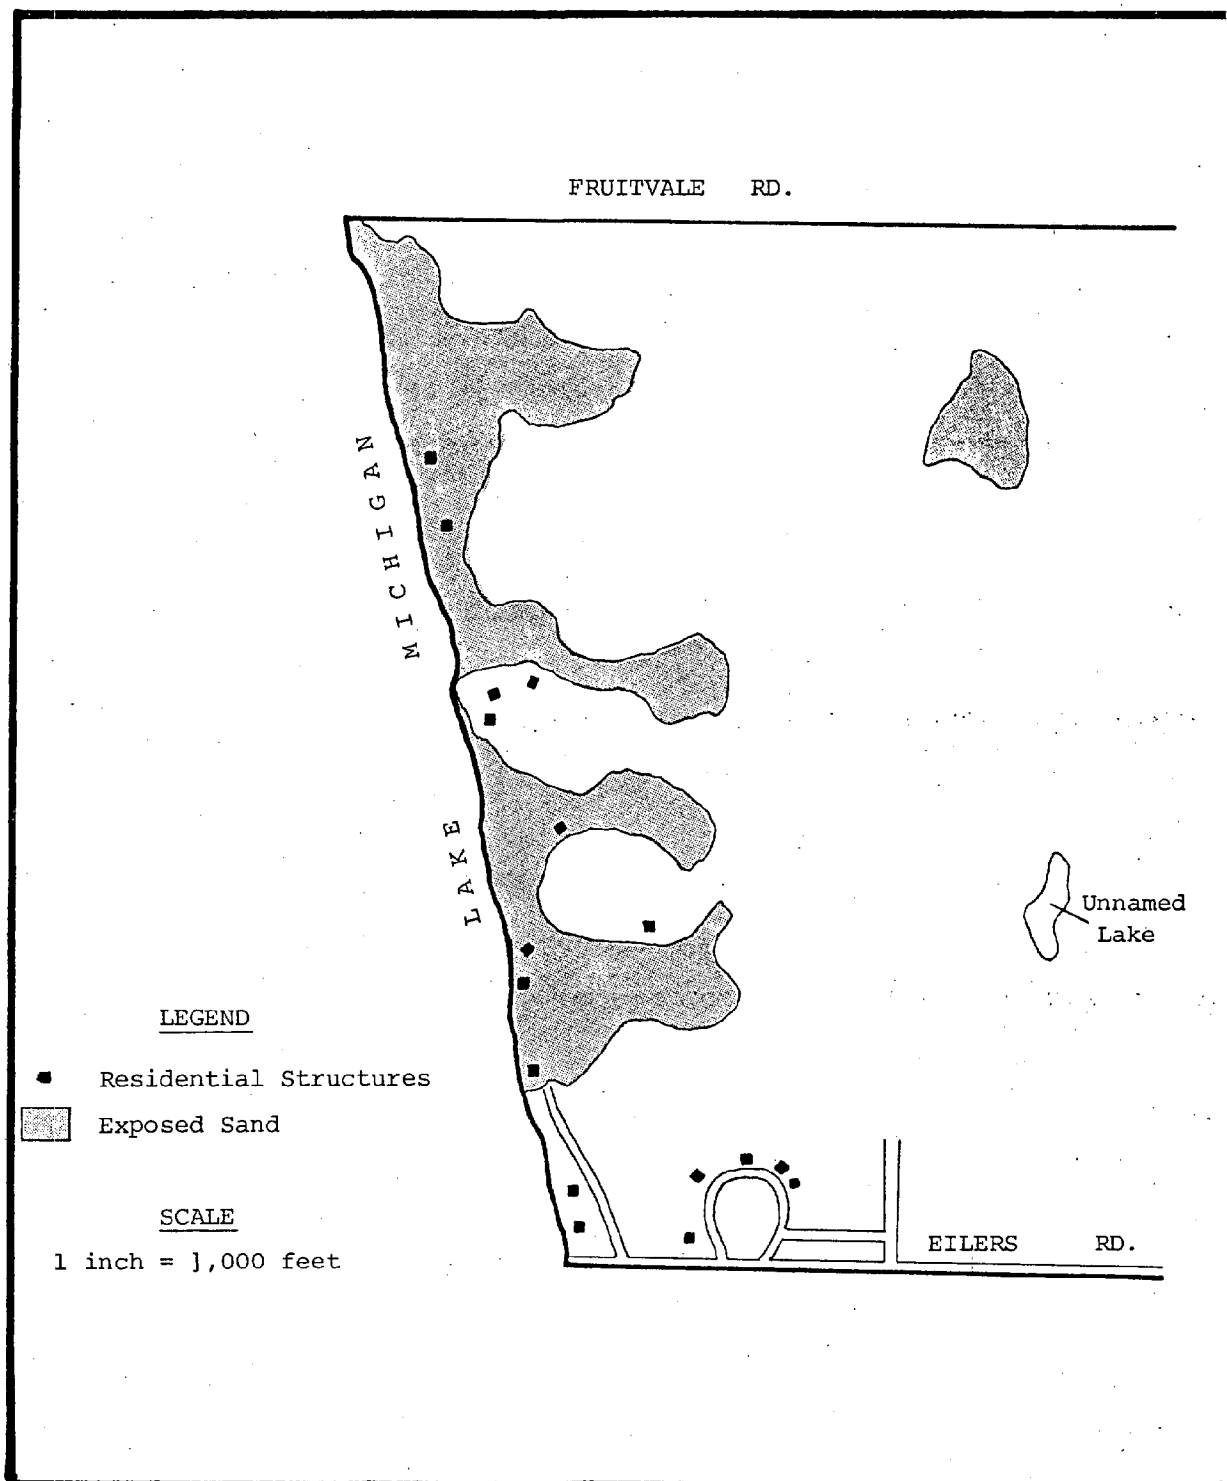 FRUITVALE RD.
LAKE MICHIGAN
Unnamed
Lake
LEGEND
Residential Structures
Exposed Sand
SCALE
1 inch = 1,000 feet
EILERS RD.